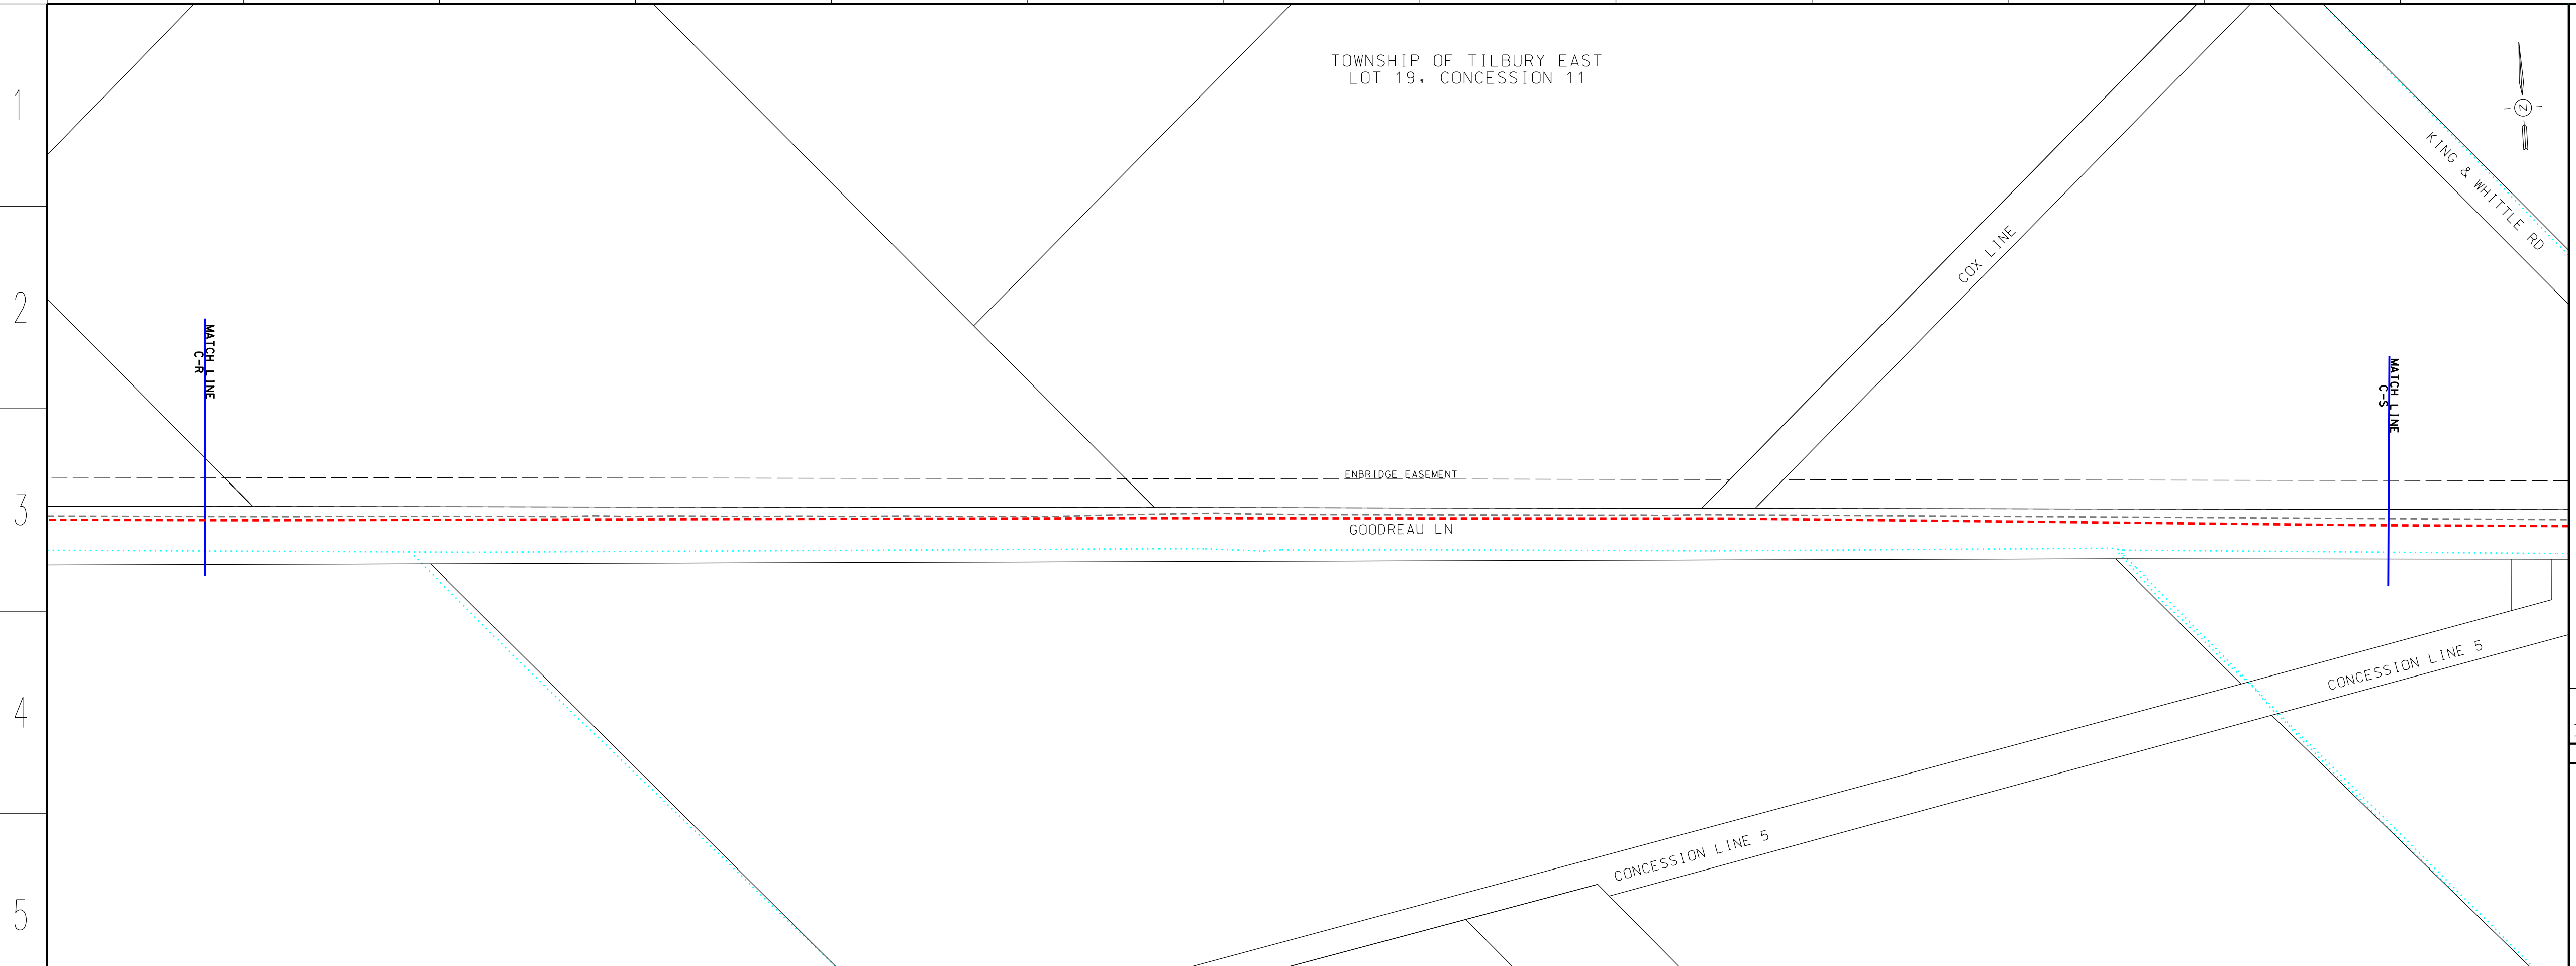 TOWNSHIP OF TILBURY EAST
LOT 19, CONCESSION 11
N
1
KING & WHITTLE RD
COX LINE
2
MATCH LINE
C-R
MATCH LINE
C-S
ENBRIDGE EASEMENT
3
GOODREAU LN
CONCESSION LINE 5
4
CONCESSION LINE 5
5